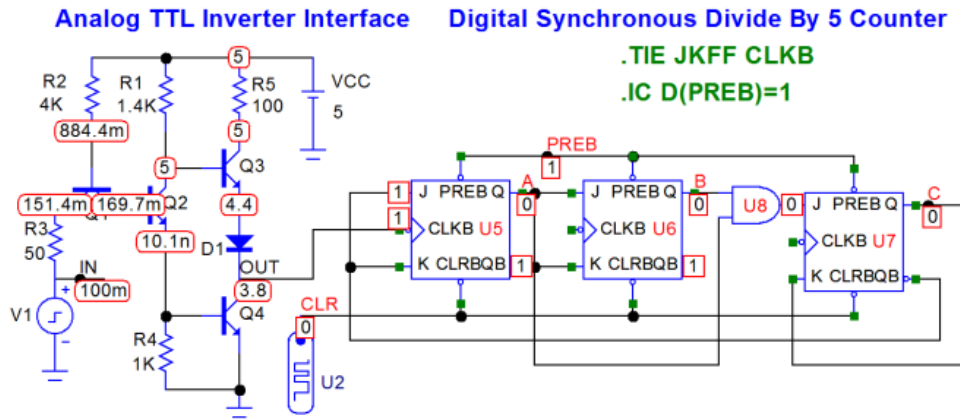 Analog TTL Inverter Interface
Digital Synchronous Divide By 5 Counter
.TIE JKFF CLKB
.IC D(PREB)=1
5
R2
4K
R1
1.4K
R5
100
VCC
5
884.4m
5
5
Q3
151.4m
169.7m
Q2
4.4
R3
50
10.1n
D1
IN
100m
OUT
3.8
V1
Q4
R4
1K
CLR
0
U2
PREB
1
1
J PREB Q
A
0
1
CLKB U5
K CLRBQB
1
J PREB Q
B
0
CLKB U6
K CLRBQB
1
U8
0
J PREB Q
C
0
CLKB U7
K CLRBQB